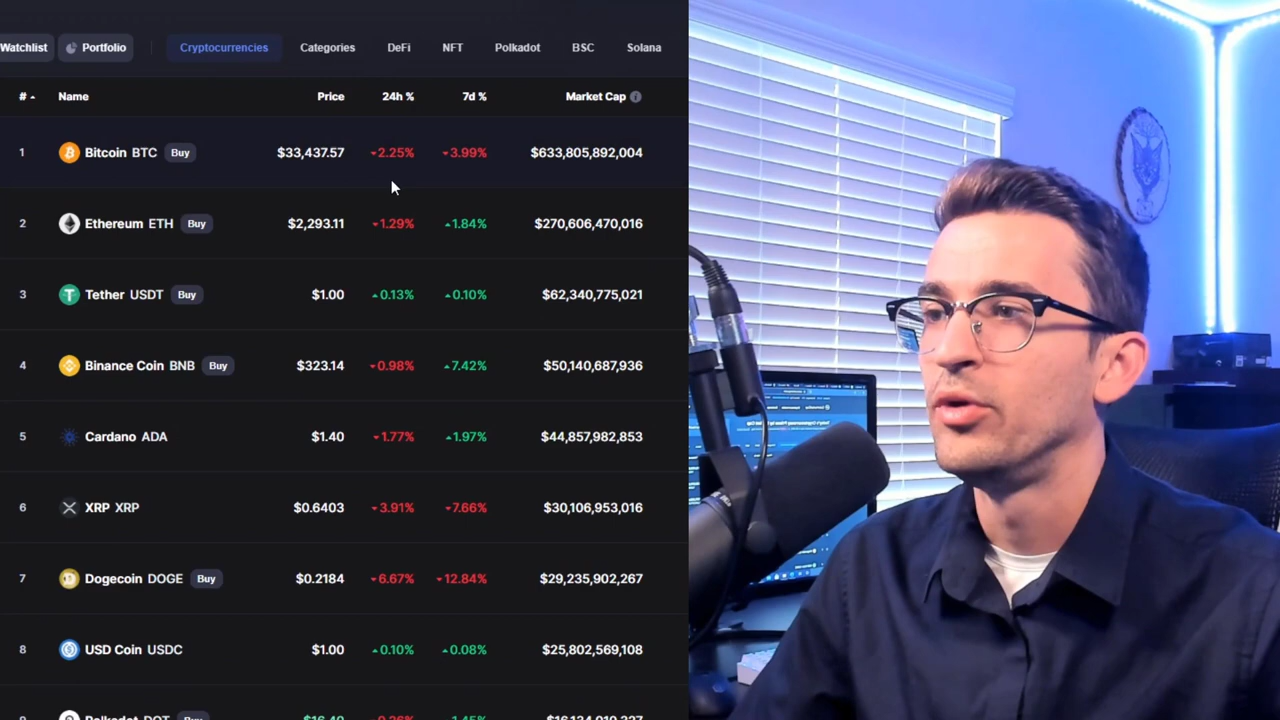 Watchlist Portfolio Cryptocurrencies Categories DeFi NFT Polkadot BSC Solana
# Name Price 24h % 7d % Market Cap
1 Bitcoin BTC Buy $33,437.57 2.25% 3.99% $633,805,892,004
2 Ethereum ETH Buy $2,293.11 1.29% 1.84% $270,606,470,016
3 Tether USDT Buy $1.00 0.13% 0.10% $62,340,775,021
4 Binance Coin BNB Buy $323.14 0.98% 7.42% $50,140,687,936
5 Cardano ADA $1.40 1.77% 1.97% $44,857,982,853
6 XRP XRP $0.6403 3.91% 7.66% $30,106,953,016
7 Dogecoin DOGE Buy $0.2184 6.67% 12.84% $29,235,902,267
8 USD Coin USDC $1.00 0.10% 0.08% $25,802,569,108